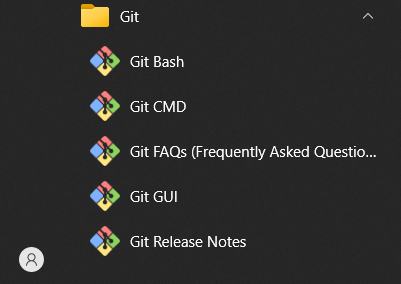 Git
Git Bash
Git CMD
Git FAQs (Frequently Asked Questio...
Git GUI
Git Release Notes